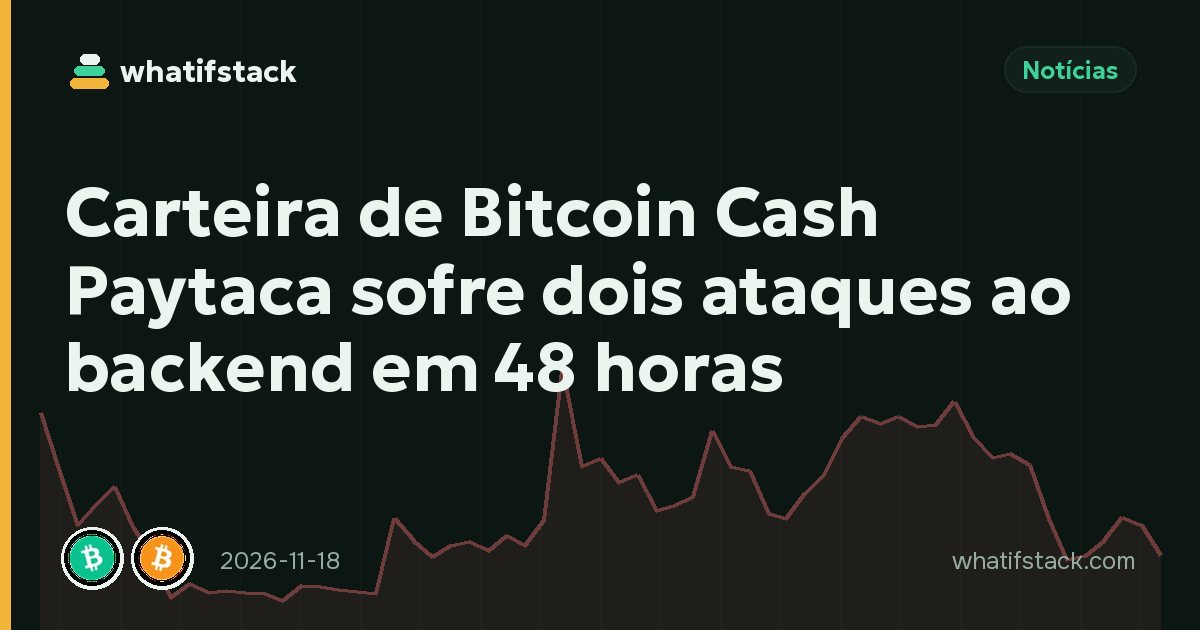 whatifstack
Notícias
Carteira de Bitcoin Cash
Paytaca sofre dois ataques ao
backend em 48 horas
2026-11-18
whatifstack.com